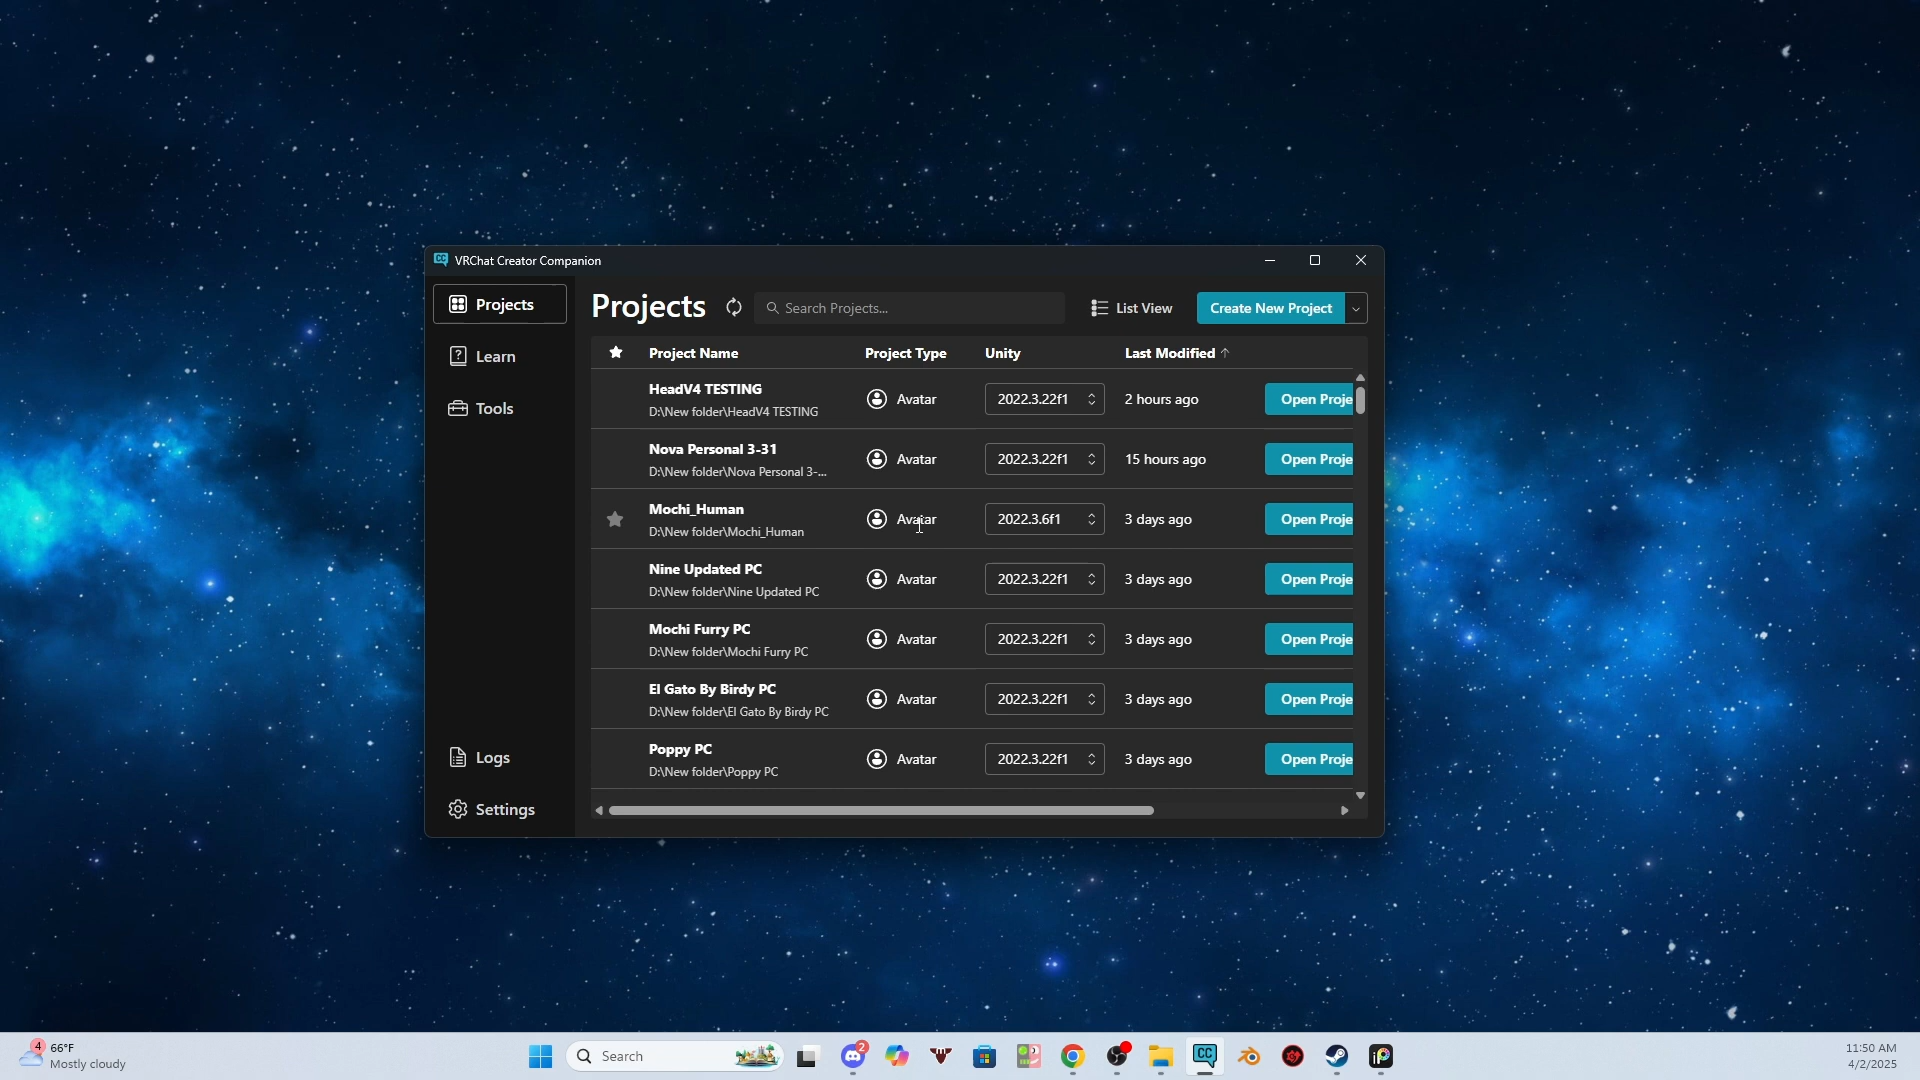 VRChat Creator Companion
Projects
Learn
Tools
Logs
Settings
Projects
Search Projects...
List View
Create New Project
Project Name
Project Type
Unity
Last Modified ↑
HeadV4 TESTING
D:\New folder\HeadV4 TESTING
Avatar
2022.3.22f1
2 hours ago
Open Proje
Nova Personal 3-31
D:\New folder\Nova Personal 3-...
Avatar
2022.3.22f1
15 hours ago
Open Proje
Mochi_Human
D:\New folder\Mochi_Human
Avatar
2022.3.6f1
3 days ago
Open Proje
Nine Updated PC
D:\New folder\Nine Updated PC
Avatar
2022.3.22f1
3 days ago
Open Proje
Mochi Furry PC
D:\New folder\Mochi Furry PC
Avatar
2022.3.22f1
3 days ago
Open Proje
El Gato By Birdy PC
D:\New folder\El Gato By Birdy PC
Avatar
2022.3.22f1
3 days ago
Open Proje
Poppy PC
D:\New folder\Poppy PC
Avatar
2022.3.22f1
3 days ago
Open Proje
4
66°F
Mostly cloudy
Search
2
CC
11:50 AM
4/2/2025